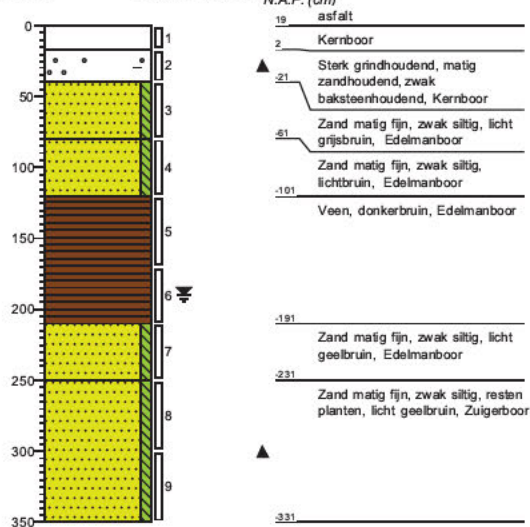 N.A.P. (cm)
0
50
100
150
200
250
300
350
1
2
3
4
5
6
7
8
9
19 asfalt
2 Kernboor
-21 Sterk grindhoudend, matig
zandhoudend, zwak
baksteenhoudend, Kernboor
-61 Zand matig fijn, zwak siltig, licht
grijsbruin, Edelmanboor
Zand matig fijn, zwak siltig,
lichtbruin, Edelmanboor
-101
Veen, donkerbruin, Edelmanboor
-191
Zand matig fijn, zwak siltig, licht
geelbruin, Edelmanboor
-231
Zand matig fijn, zwak siltig, resten
planten, licht geelbruin, Zuigerboor
-331